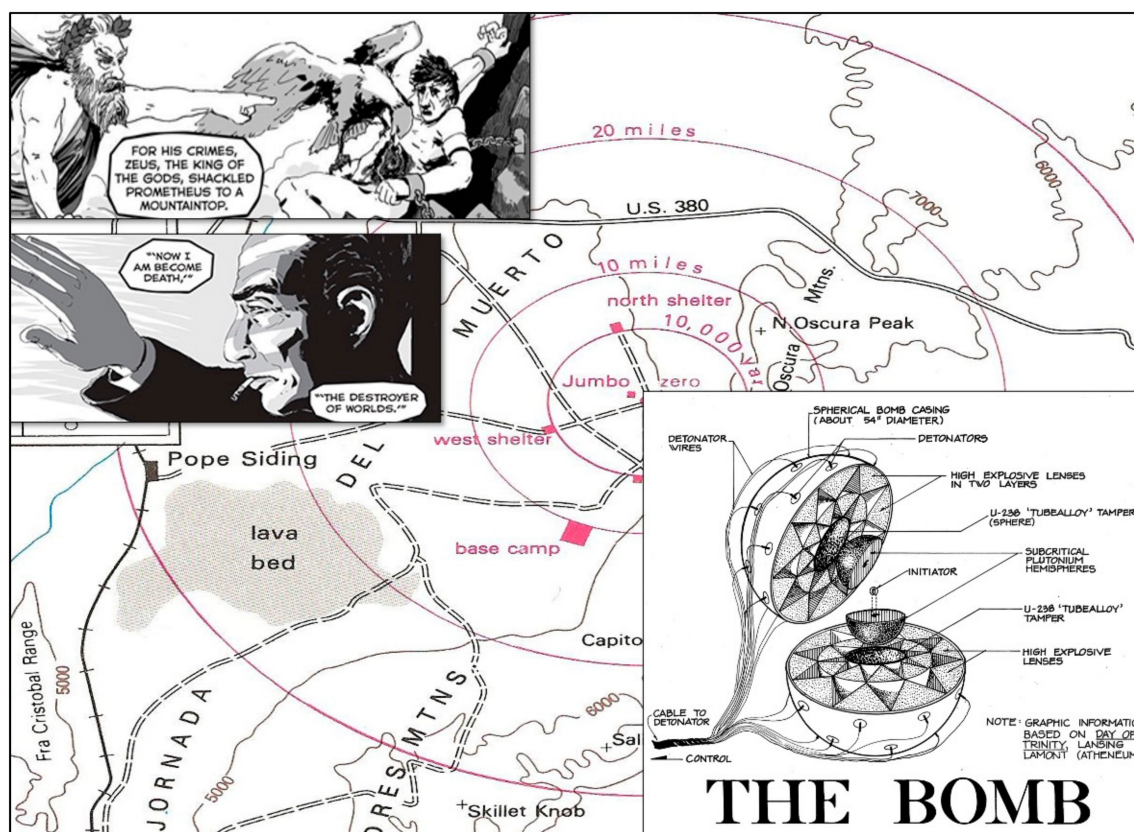 FOR HIS CRIMES,
ZEUS, THE KING OF
THE GODS, SHACKLED
PROMETHEUS TO A
MOUNTAINTOP.
"'NOW I
AM BECOME
DEATH,'"
"'THE DESTROYER
OF WORLDS.'"
20 miles
6000
7000
U.S. 380
10 miles
MUERTO
north shelter
10,000
Mtns.
N. Oscura Peak
Oscura
Jumbo
zero
west shelter
Pope Siding
DEL
lava
bed
base camp
Fra Cristobal Range
5000
JORNADA
5000
MTNS
6000
Skillet Knob
SPHERICAL BOMB CASING
(ABOUT 54" DIAMETER)
DETONATOR
WIRES
DETONATORS
HIGH EXPLOSIVE LENSES
IN TWO LAYERS
U-238 'TUBEALLOY' TAMPER
(SPHERE)
SUBCRITICAL
PLUTONIUM
HEMISPHERES
INITIATOR
U-238 'TUBEALLOY'
TAMPER
HIGH EXPLOSIVE
LENSES
CABLE TO
DETONATOR
CONTROL
NOTE: GRAPHIC INFORMATIO
BASED ON DAY OF
TRINITY, LANSING
LAMONT (ATHENEUM
THE BOMB